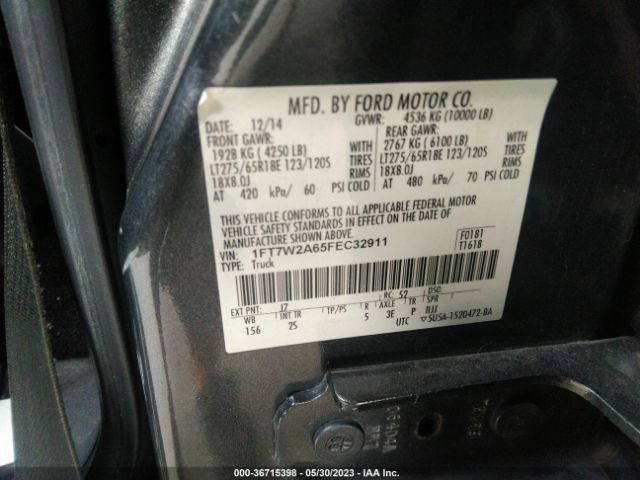 MFD. BY FORD MOTOR CO.
DATE: 12/14 GVWR: 4536 KG (10000 LB)
FRONT GAWR: REAR GAWR:
1928 KG ( 4250 LB) WITH 2767 KG ( 6100 LB) WITH
LT275/65R18E 123/120S TIRES LT275/65R18E 123/120S TIRES
18X8.0J RIMS 18X8.0J RIMS
AT 420 kPa/ 60 PSI COLD AT 480 kPa/ 70 PSI COLD
THIS VEHICLE CONFORMS TO ALL APPLICABLE FEDERAL MOTOR
VEHICLE SAFETY STANDARDS IN EFFECT ON THE DATE OF
MANUFACTURE SHOWN ABOVE.
VIN: 1FT7W2A65FEC32911 F0181
TYPE: Truck T1618
EXT PNT: J7 RC: 52 DSO:
WB INT TR TP/PS R AXLE TR SPR
156 2S 5 3E P
UTC 5U5A-1520472-BA
000-36715398 - 05/30/2023 - IAA Inc.